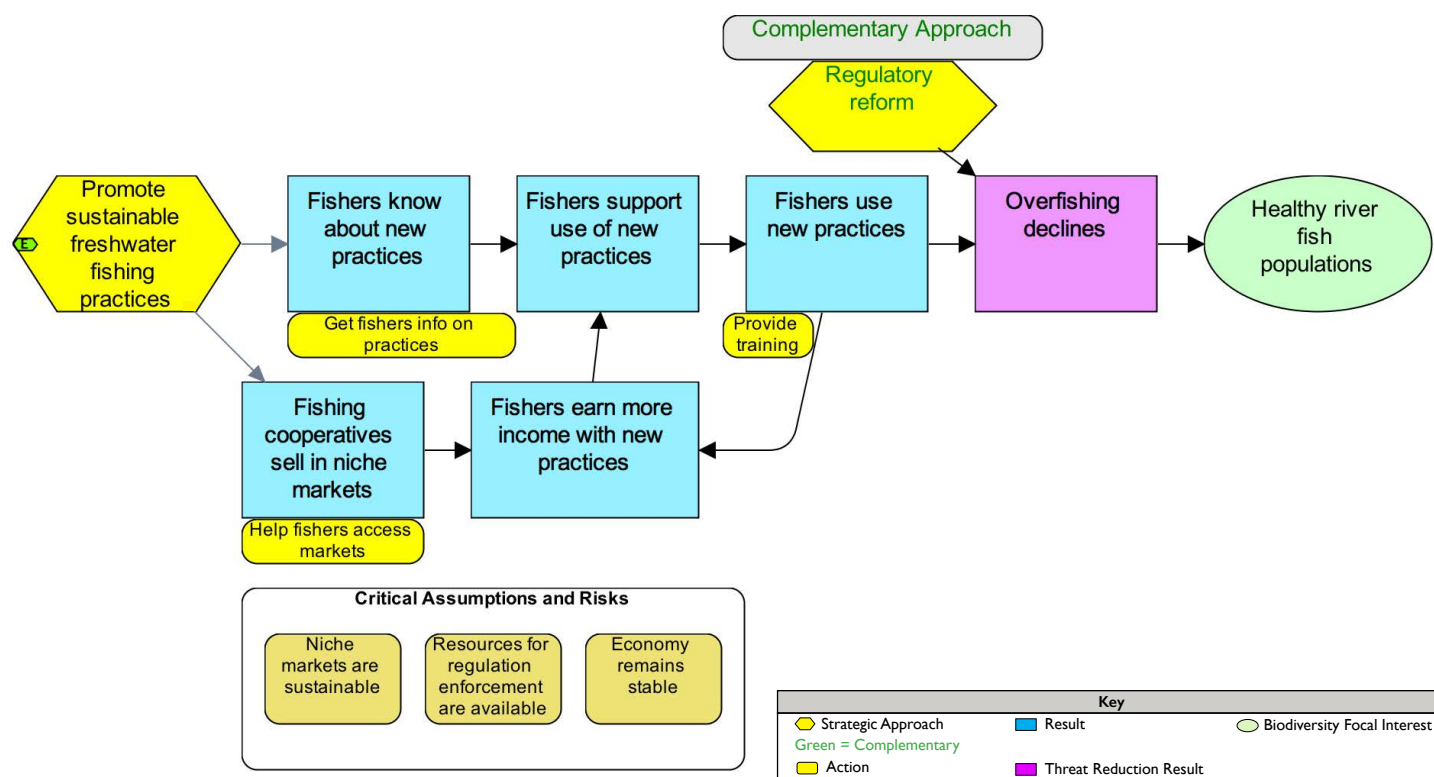 Complementary Approach
Regulatory
reform
Promote
sustainable
freshwater
fishing
practices
E
Fishers know
about new
practices
Fishers support
use of new
practices
Fishers use
new practices
Overfishing
declines
Healthy river
fish
populations
Get fishers info on
practices
Provide
training
Fishing
cooperatives
sell in niche
markets
Fishers earn more
income with new
practices
Help fishers access
markets
Critical Assumptions and Risks
Niche
markets are
sustainable
Resources for
regulation
enforcement
are available
Economy
remains
stable
Key
Strategic Approach
Result
Biodiversity Focal Interest
Green = Complementary
Action
Threat Reduction Result